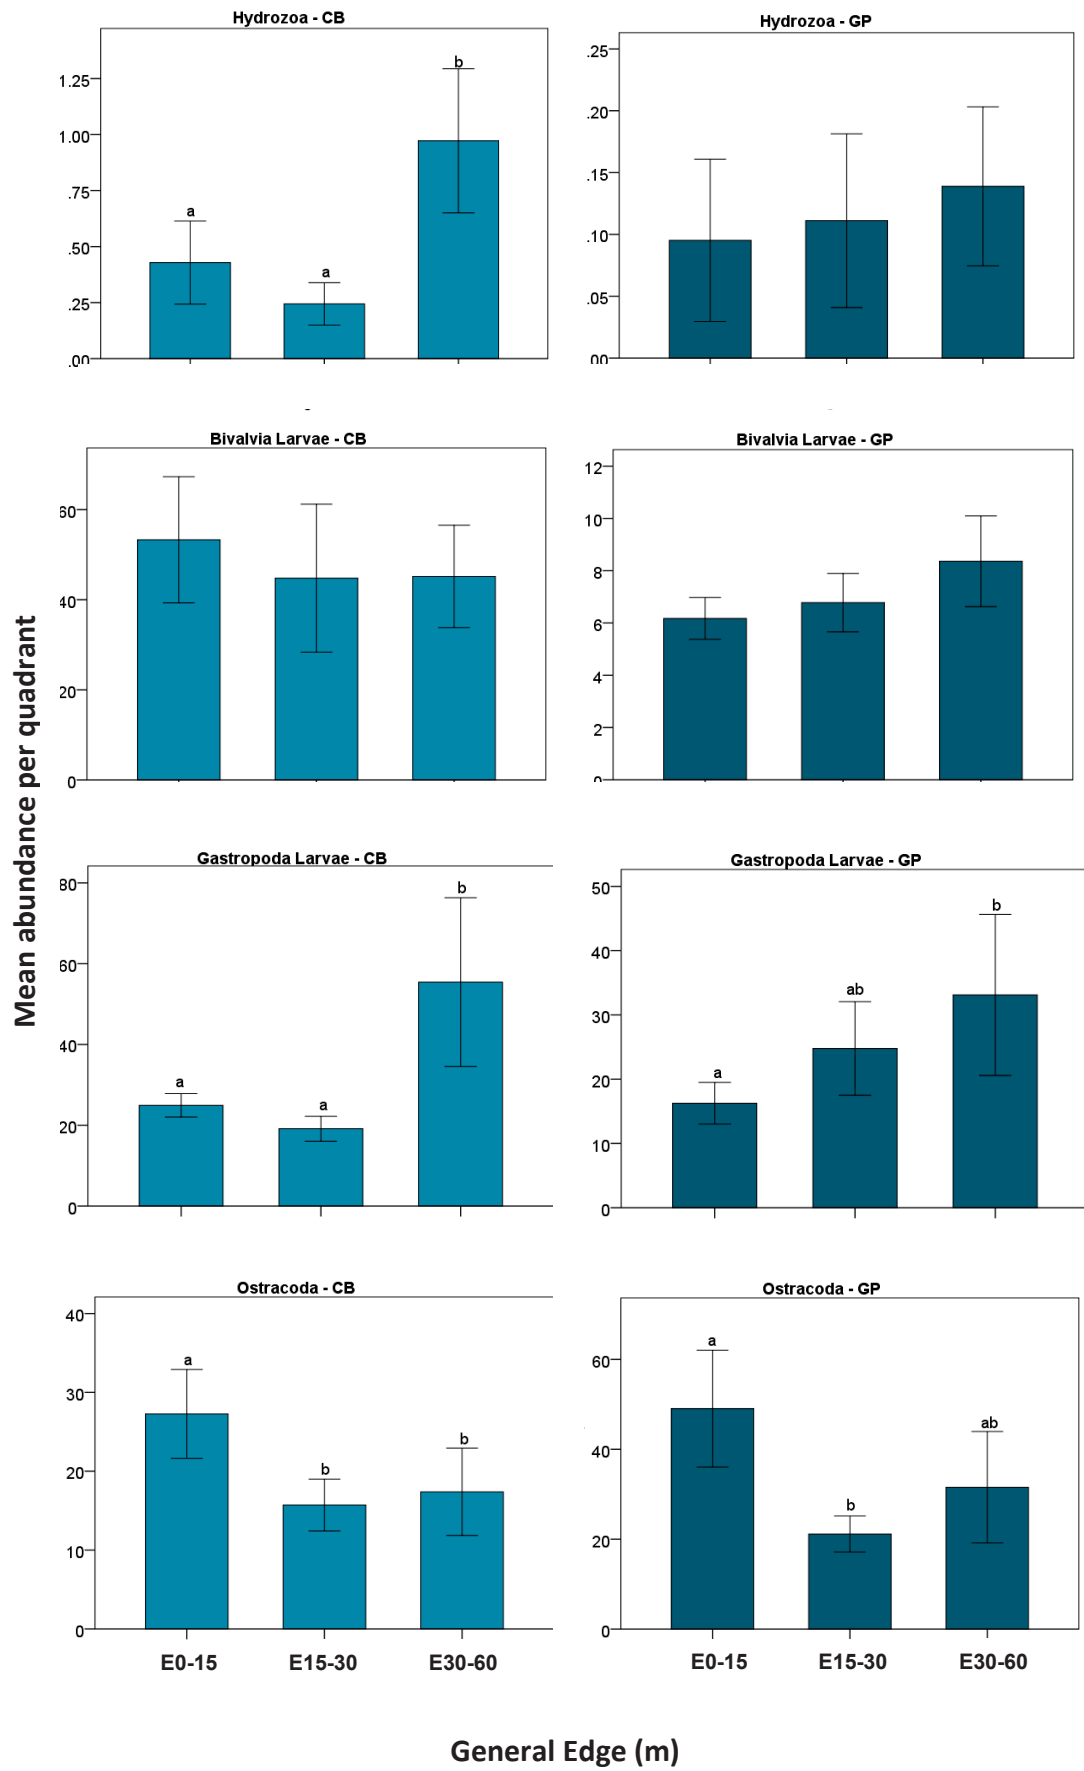 Mean abundance per quadrant
Hydrozoa - CB
1.25
1.00
.75
.50
.25
.00
a
a
b
Hydrozoa - GP
.25
.20
.15
.10
.05
.00
Bivalvia Larvae - CB
60
40
20
0
Bivalvia Larvae - GP
12
10
8
6
4
2
0
Gastropoda Larvae - CB
80
60
40
20
0
a
a
b
Gastropoda Larvae - GP
50
40
30
20
10
0
a
ab
b
Ostracoda - CB
40
30
20
10
0
a
b
b
E0-15 E15-30 E30-60
Ostracoda - GP
60
40
20
0
a
b
ab
E0-15 E15-30 E30-60
General Edge (m)